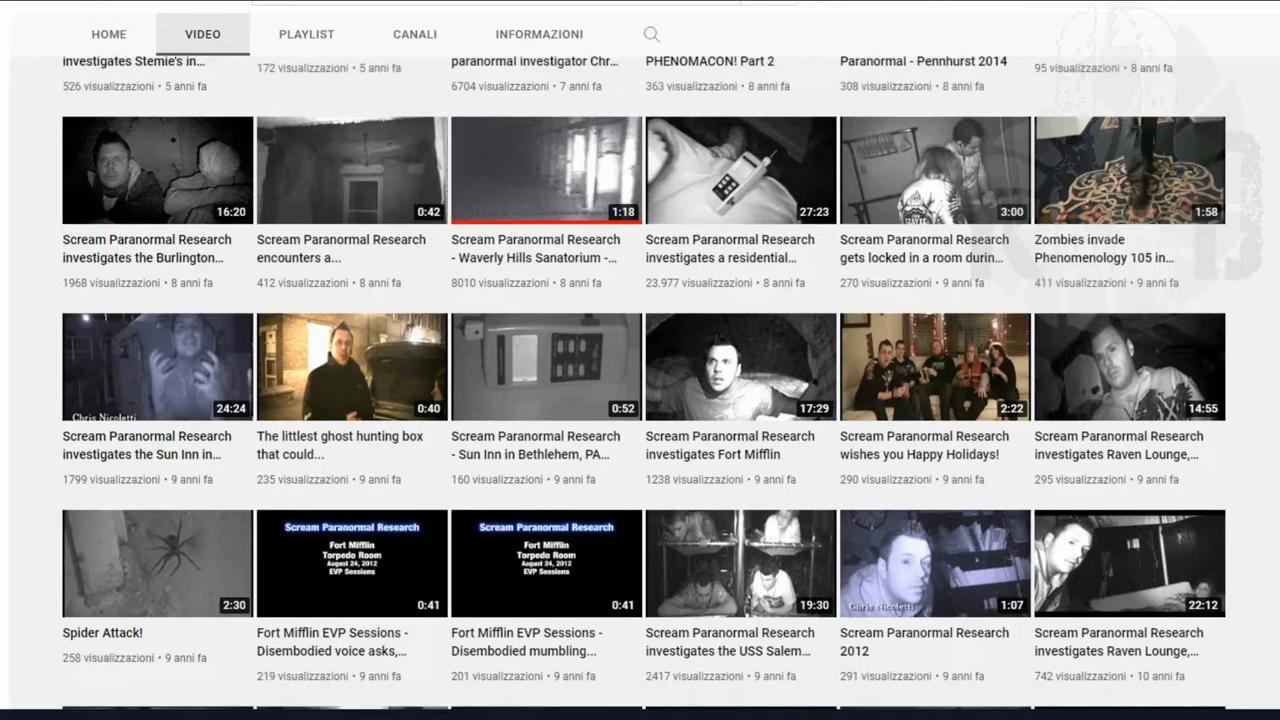 HOME VIDEO PLAYLIST CANALI INFORMAZIONI
investigates Stemie's in...
526 visualizzazioni • 5 anni fa
172 visualizzazioni • 5 anni fa
paranormal investigator Chr...
6704 visualizzazioni • 7 anni fa
PHENOMACON! Part 2
363 visualizzazioni • 8 anni fa
Paranormal - Pennhurst 2014
308 visualizzazioni • 8 anni fa
95 visualizzazioni • 8 anni fa
16:20
Scream Paranormal Research
investigates the Burlington...
1968 visualizzazioni • 8 anni fa
0:42
Scream Paranormal Research
encounters a...
412 visualizzazioni • 8 anni fa
1:18
Scream Paranormal Research
- Waverly Hills Sanatorium -...
8010 visualizzazioni • 8 anni fa
27:23
Scream Paranormal Research
investigates a residential...
23.977 visualizzazioni • 8 anni fa
3:00
Scream Paranormal Research
gets locked in a room durin...
270 visualizzazioni • 9 anni fa
1:58
Zombies invade
Phenomenology 105 in...
411 visualizzazioni • 9 anni fa
Chris Nicoletti
24:24
Scream Paranormal Research
investigates the Sun Inn in...
1799 visualizzazioni • 9 anni fa
0:40
The littlest ghost hunting box
that could...
235 visualizzazioni • 9 anni fa
0:52
Scream Paranormal Research
- Sun Inn in Bethlehem, PA...
160 visualizzazioni • 9 anni fa
17:29
Scream Paranormal Research
investigates Fort Mifflin
1238 visualizzazioni • 9 anni fa
2:22
Scream Paranormal Research
wishes you Happy Holidays!
290 visualizzazioni • 9 anni fa
14:55
Scream Paranormal Research
investigates Raven Lounge,...
295 visualizzazioni • 9 anni fa
2:30
Spider Attack!
258 visualizzazioni • 9 anni fa
Scream Paranormal Research
Fort Mifflin
Torpedo Room
August 24, 2012
EVP Sessions
0:41
Fort Mifflin EVP Sessions -
Disembodied voice asks,...
219 visualizzazioni • 9 anni fa
Scream Paranormal Research
Fort Mifflin
Torpedo Room
August 24, 2012
EVP Sessions
0:41
Fort Mifflin EVP Sessions -
Disembodied mumbling...
201 visualizzazioni • 9 anni fa
19:30
Scream Paranormal Research
investigates the USS Salem...
2417 visualizzazioni • 9 anni fa
Chris Nicoletti
1:07
Scream Paranormal Research
2012
291 visualizzazioni • 9 anni fa
22:12
Scream Paranormal Research
investigates Raven Lounge,...
742 visualizzazioni • 10 anni fa